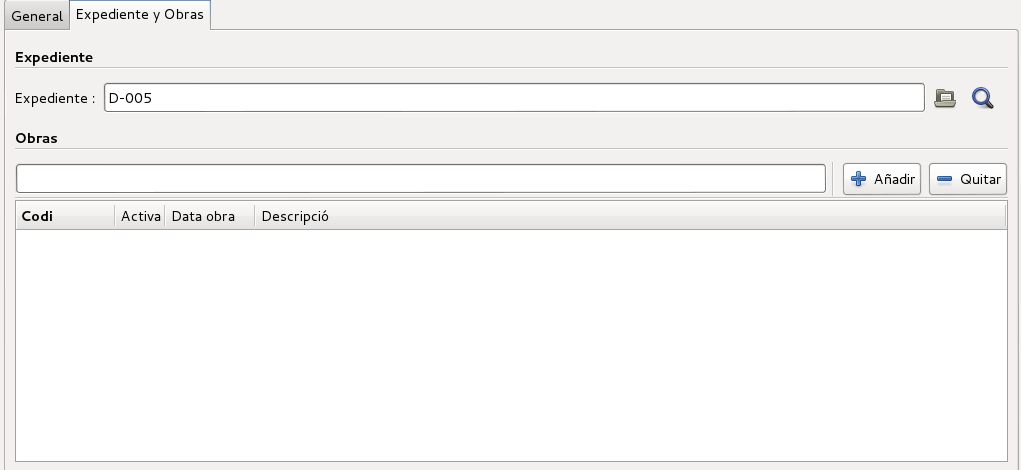 General Expediente y Obras
Expediente
Expediente : D-005
Obras
Añadir Quitar
Codi Activa Data obra Descripció